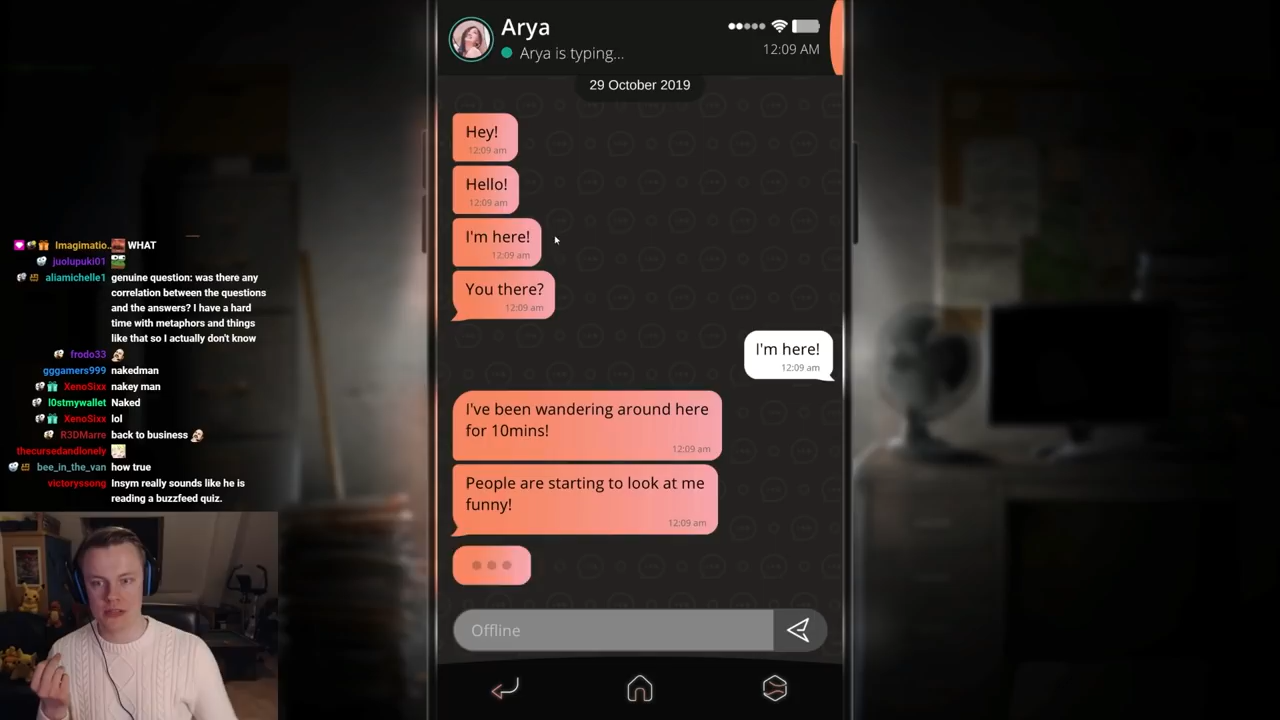 Arya
Arya is typing...
12:09 AM
29 October 2019
Hey!
12:09 am
Hello!
12:09 am
I'm here!
12:09 am
You there?
12:09 am
I'm here!
12:09 am
I've been wandering around here
for 10mins!
12:09 am
People are starting to look at me
funny!
12:09 am
Offline
Imagimatio.. WHAT
juolupuki01
aliamichelle1 genuine question: was there any
correlation between the questions
and the answers? I have a hard
time with metaphors and things
like that so I actually don't know
frodo33
gggamers999 nakedman
XenoSixx nakey man
l0stmywallet Naked
XenoSixx lol
R3DMarre back to business
thecursedandlonely
bee_in_the_van how true
victoryssong Insym really sounds like he is
reading a buzzfeed quiz.